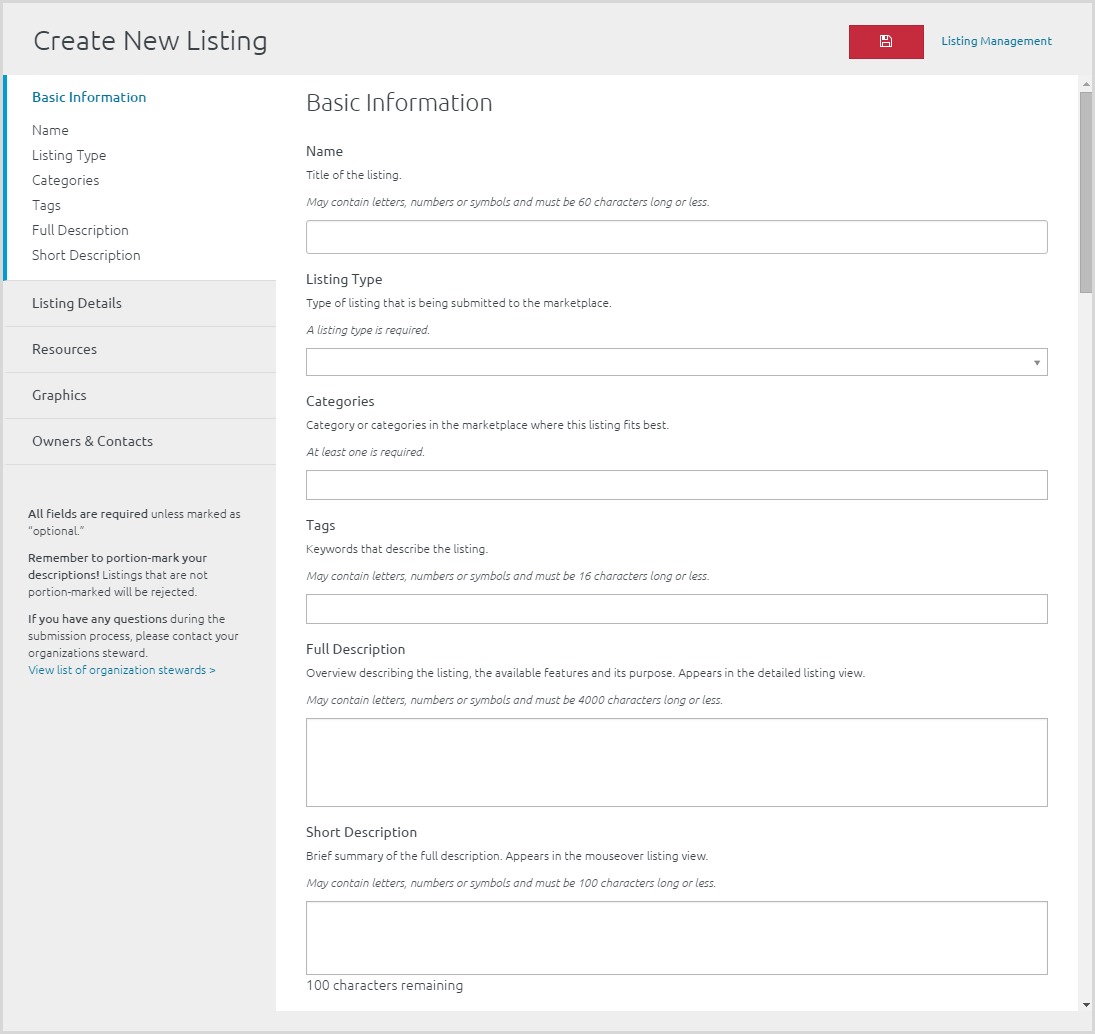 Create New Listing
Listing Management
Basic Information
Name
Listing Type
Categories
Tags
Full Description
Short Description
Listing Details
Resources
Graphics
Owners & Contacts
All fields are required unless marked as
“optional.”
Remember to portion-mark your
descriptions! Listings that are not
portion-marked will be rejected.
If you have any questions during the
submission process, please contact your
organizations steward.
View list of organization stewards >
Basic Information
Name
Title of the listing.
May contain letters, numbers or symbols and must be 60 characters long or less.
Listing Type
Type of listing that is being submitted to the marketplace.
A listing type is required.
Categories
Category or categories in the marketplace where this listing fits best.
At least one is required.
Tags
Keywords that describe the listing.
May contain letters, numbers or symbols and must be 16 characters long or less.
Full Description
Overview describing the listing, the available features and its purpose. Appears in the detailed listing view.
May contain letters, numbers or symbols and must be 4000 characters long or less.
Short Description
Brief summary of the full description. Appears in the mouseover listing view.
May contain letters, numbers or symbols and must be 100 characters long or less.
100 characters remaining